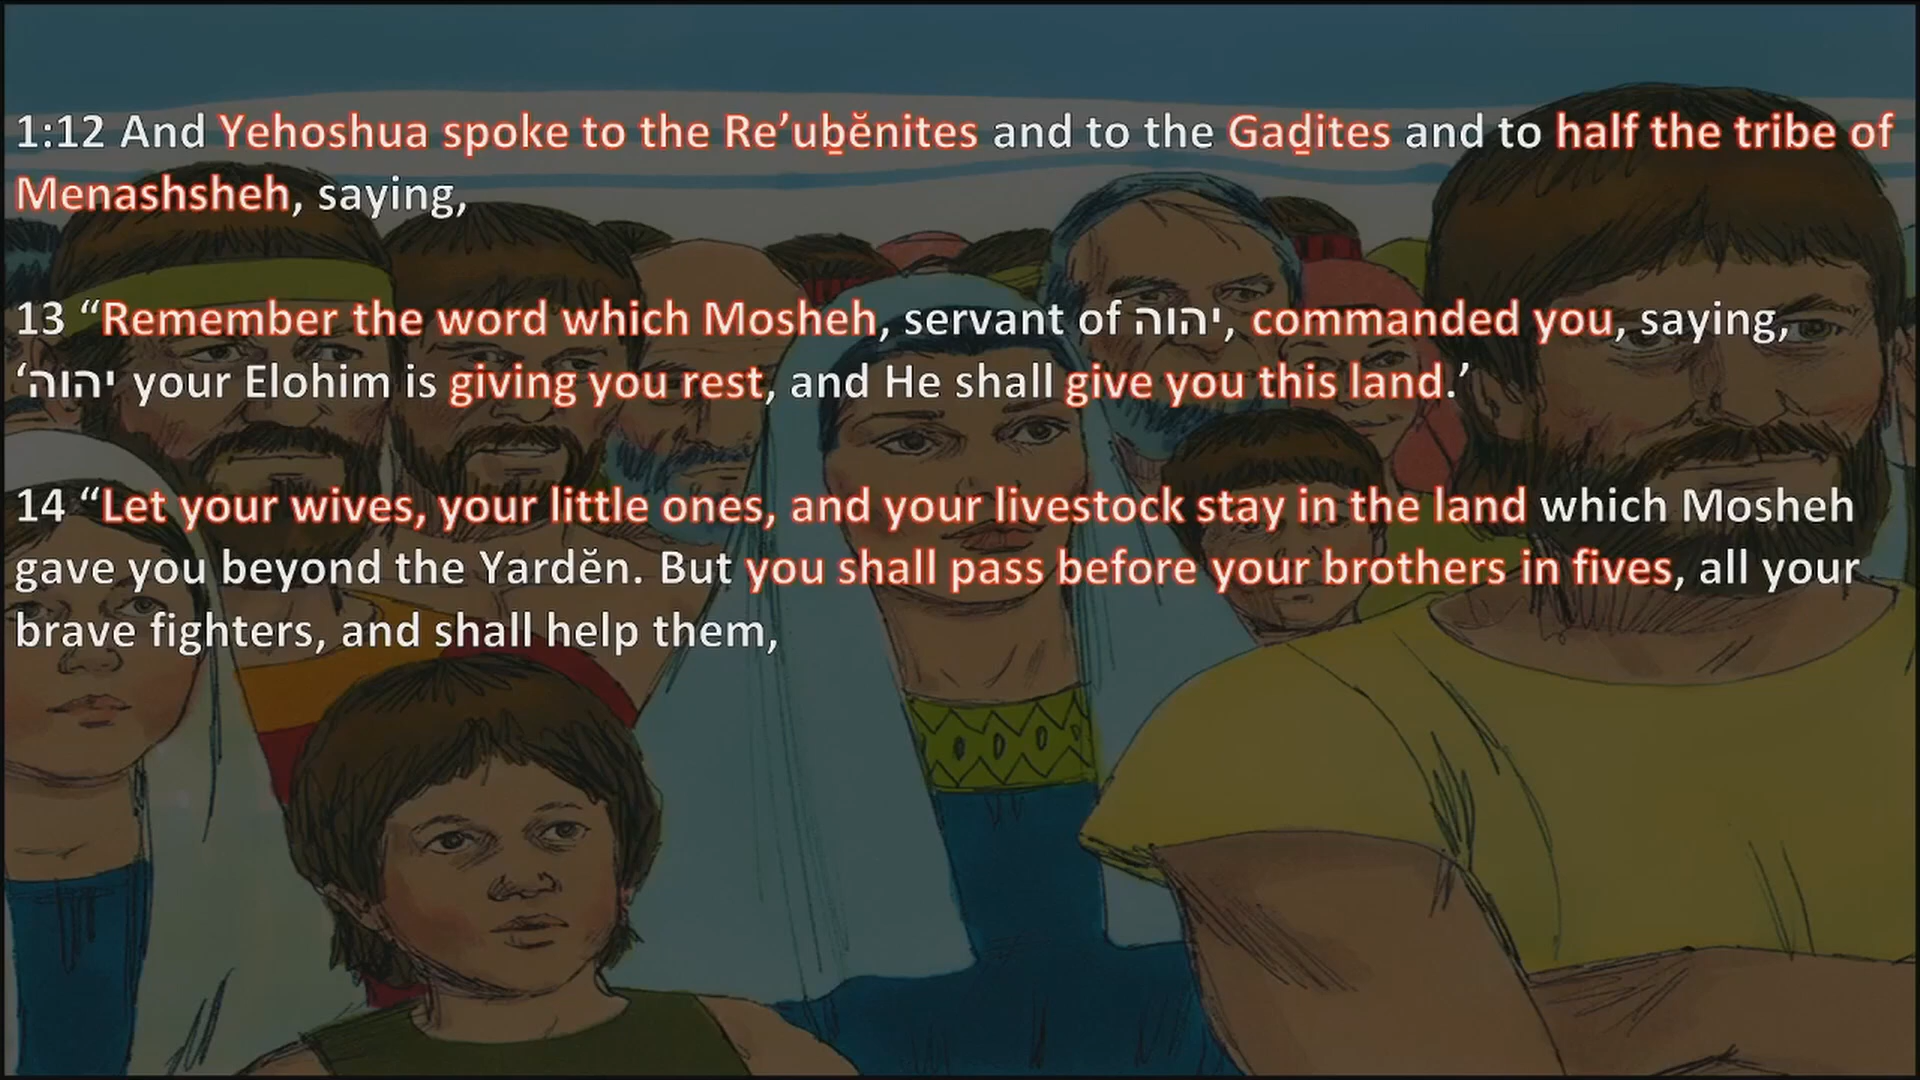 1:12 And Yehoshua spoke to the Re’uḇĕnites and to the Gaḏites and to half the tribe of
Menashsheh, saying,
13 “Remember the word which Mosheh, servant of יהוה, commanded you, saying,
‘יהוה your Elohim is giving you rest, and He shall give you this land.’
14 “Let your wives, your little ones, and your livestock stay in the land which Mosheh
gave you beyond the Yardĕn. But you shall pass before your brothers in fives, all your
brave fighters, and shall help them,